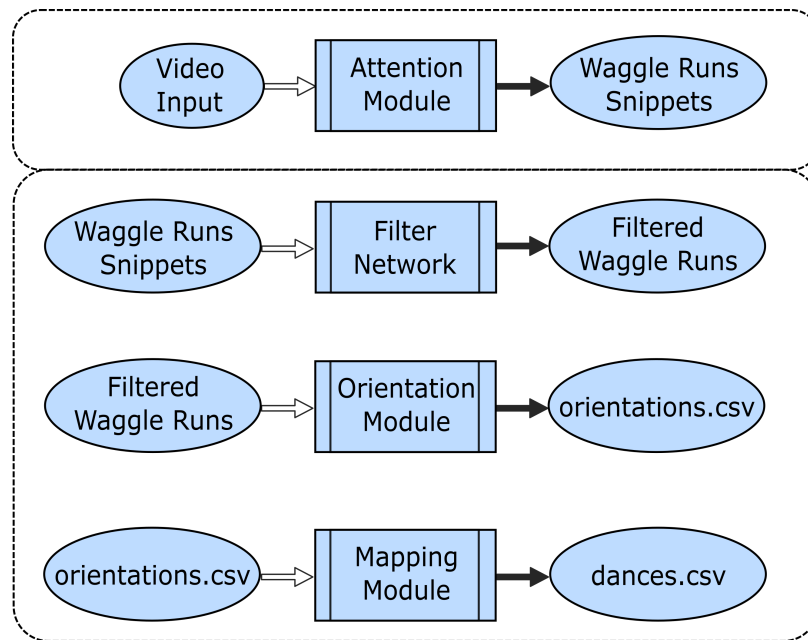 Video
Input
Attention
Module
Waggle Runs
Snippets
Waggle Runs
Snippets
Filter
Network
Filtered
Waggle Runs
Filtered
Waggle Runs
Orientation
Module
orientations.csv
orientations.csv
Mapping
Module
dances.csv